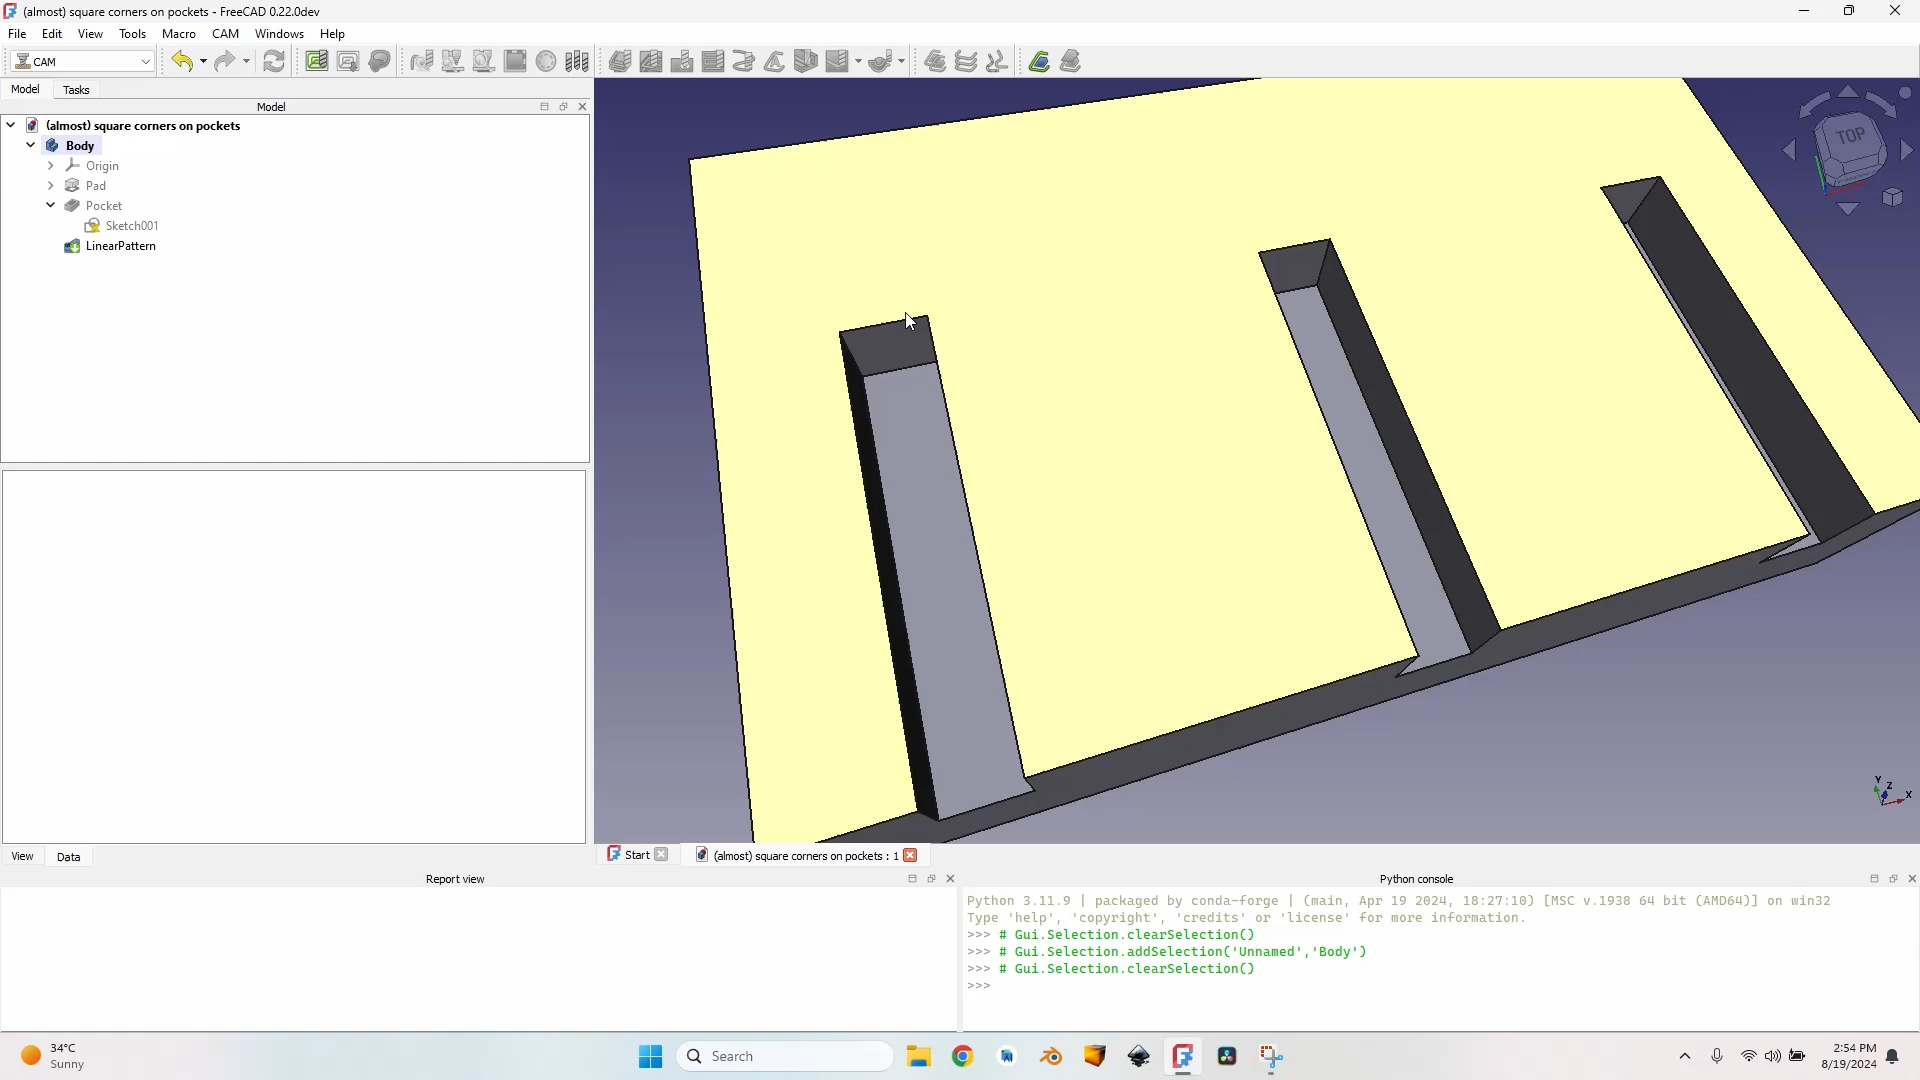 (almost) square corners on pockets - FreeCAD 0.22.0dev
File Edit View Tools Macro CAM Windows Help
CAM
Model Tasks
Model
(almost) square corners on pockets
Body
Origin
Pad
Pocket
Sketch001
LinearPattern
TOP
Y
Z
X
View Data
Start
(almost) square corners on pockets : 1
Report view
Python console
Python 3.11.9 | packaged by conda-forge | (main, Apr 19 2024, 18:27:10) [MSC v.1938 64 bit (AMD64)] on win32
Type 'help', 'copyright', 'credits' or 'license' for more information.
>>> # Gui.Selection.clearSelection()
>>> # Gui.Selection.addSelection('Unnamed','Body')
>>> # Gui.Selection.clearSelection()
>>>
34°C
Sunny
Search
2:54 PM
8/19/2024